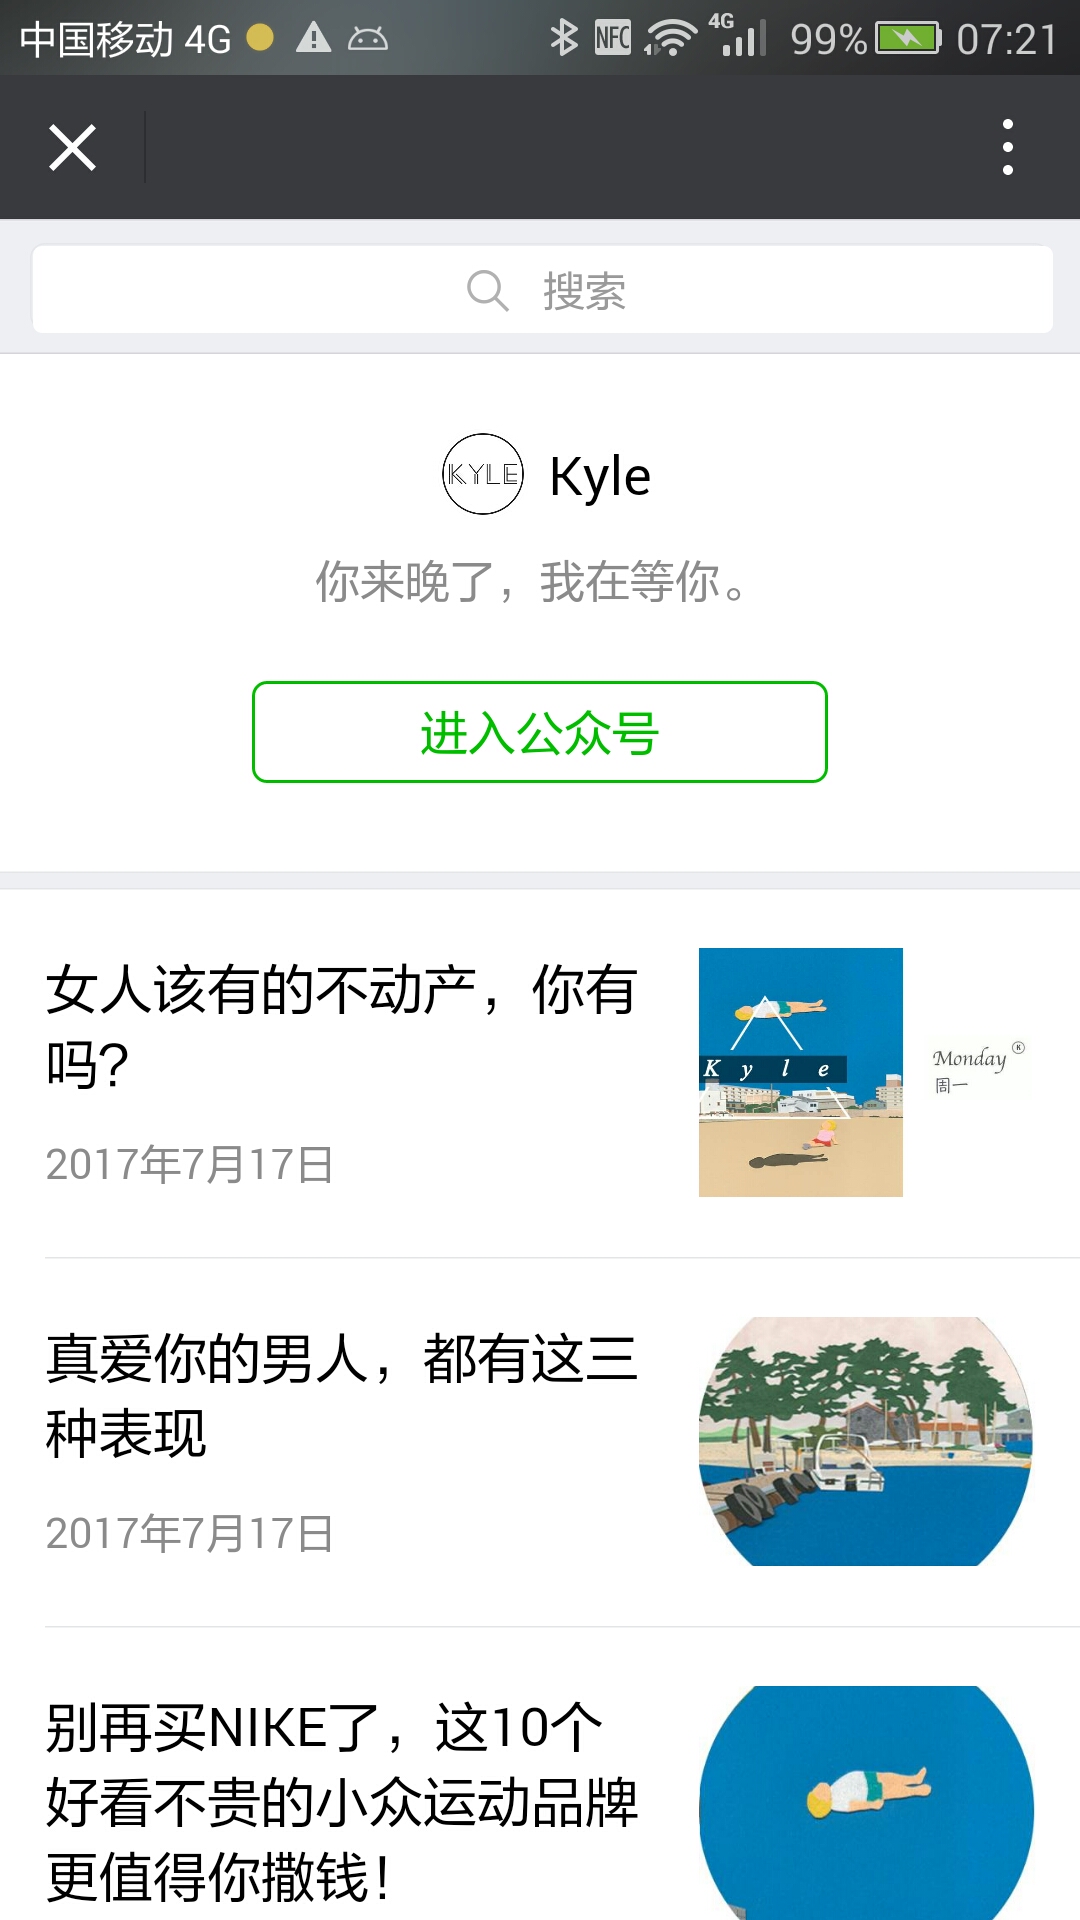 中国移动 4G NFC 4G 99% 07:21
搜索
KYLE Kyle
你来晚了，我在等你。
进入公众号
女人该有的不动产，你有
吗？
2017年7月17日
Kyle
Monday
周一
真爱你的男人，都有这三
种表现
2017年7月17日
别再买NIKE了，这10个
好看不贵的小众运动品牌
更值得你撒钱！